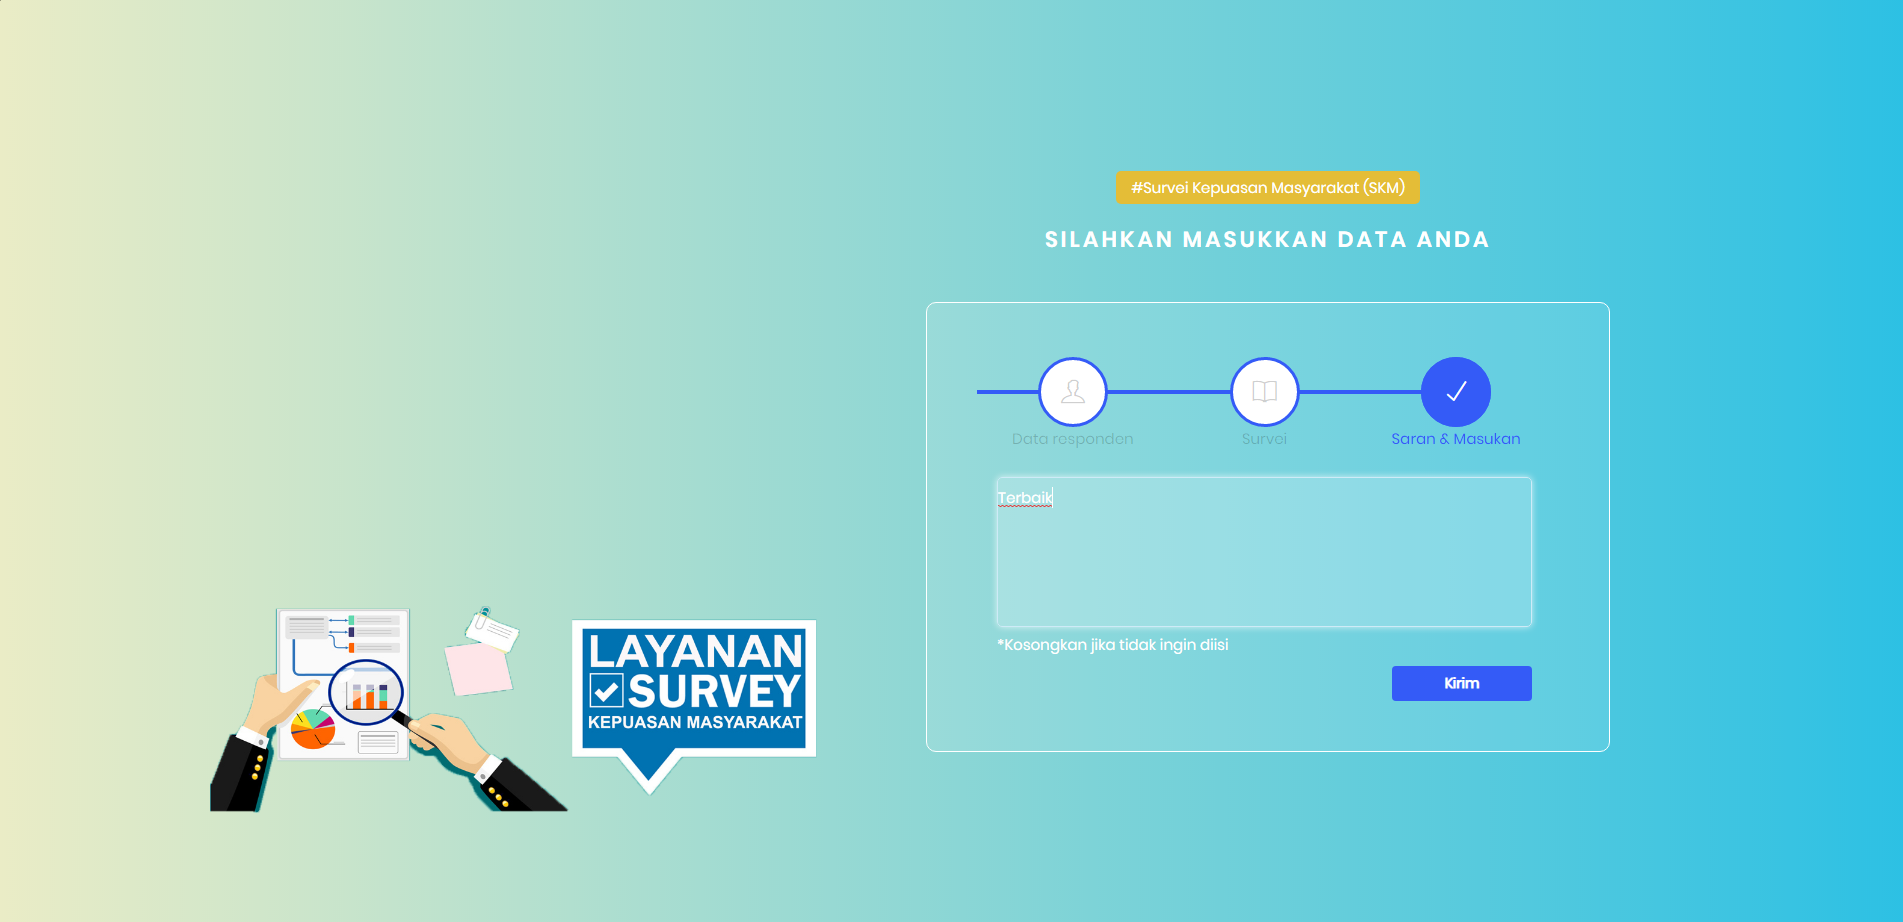 #Survei Kepuasan Masyarakat (SKM)
SILAHKAN MASUKKAN DATA ANDA
Data responden
Survei
Saran & Masukan
Terbaik
*Kosongkan jika tidak ingin diisi
Kirim
LAYANAN
SURVEY
KEPUASAN MASYARAKAT